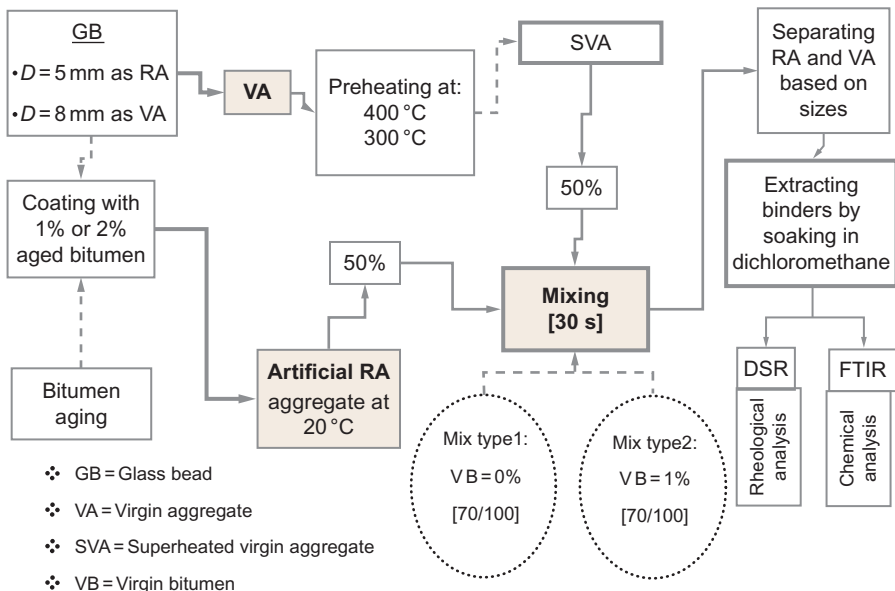 GB
•D = 5 mm as RA
•D = 8 mm as VA
VA
Preheating at:
400 °C
300 °C
SVA
Separating
RA and VA
based on
sizes
50%
Coating with
1% or 2%
aged bitumen
50%
Mixing
[30 s]
Extracting
binders by
soaking in
dichloromethane
Bitumen
aging
Artificial RA
aggregate at
20 °C
DSR
Rheological
analysis
FTIR
Chemical
analysis
Mix type1:
VB = 0%
[70/100]
Mix type2:
VB = 1%
[70/100]
❖ GB = Glass bead
❖ VA = Virgin aggregate
❖ SVA = Superheated virgin aggregate
❖ VB = Virgin bitumen